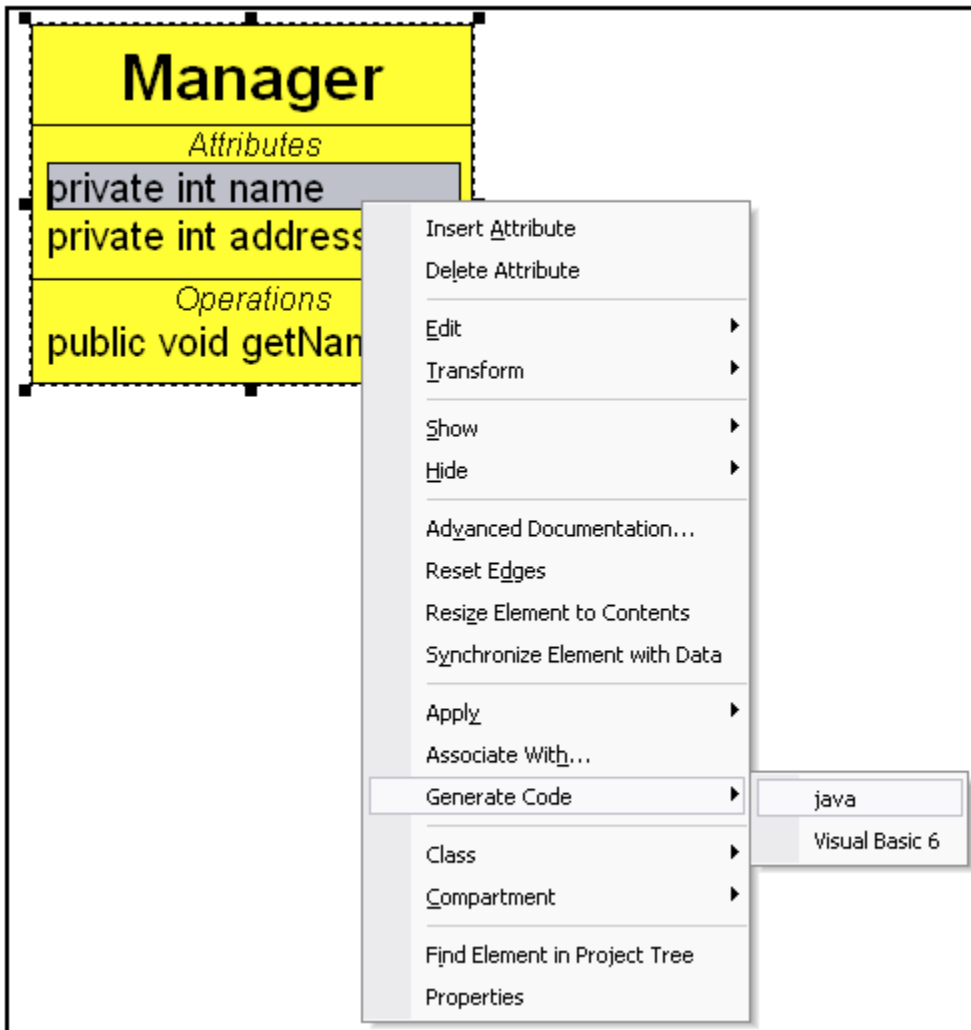 Manager
Attributes
private int name
private int address
Operations
public void getNam
Insert Attribute
Delete Attribute
Edit
Transform
Show
Hide
Advanced Documentation...
Reset Edges
Resize Element to Contents
Synchronize Element with Data
Apply
Associate With...
Generate Code
java
Visual Basic 6
Class
Compartment
Find Element in Project Tree
Properties